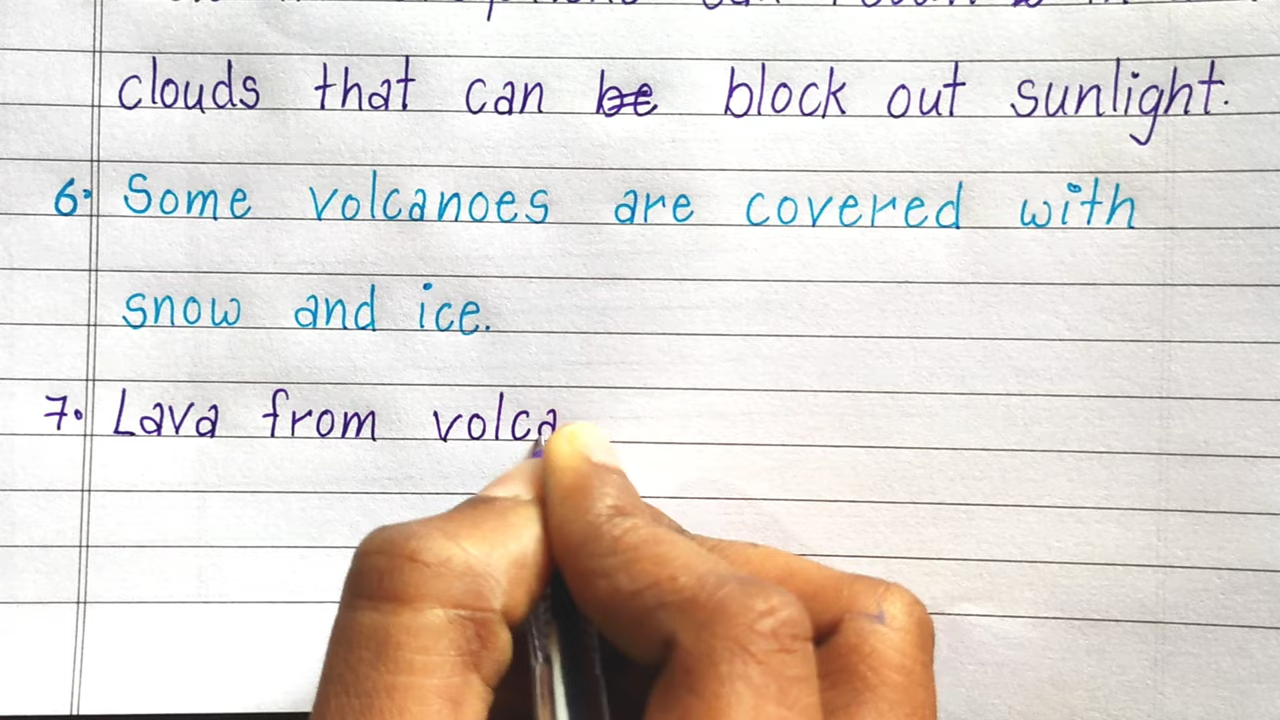 clouds that can be block out sunlight.
6. Some volcanoes are covered with
snow and ice.
7. Lava from volca